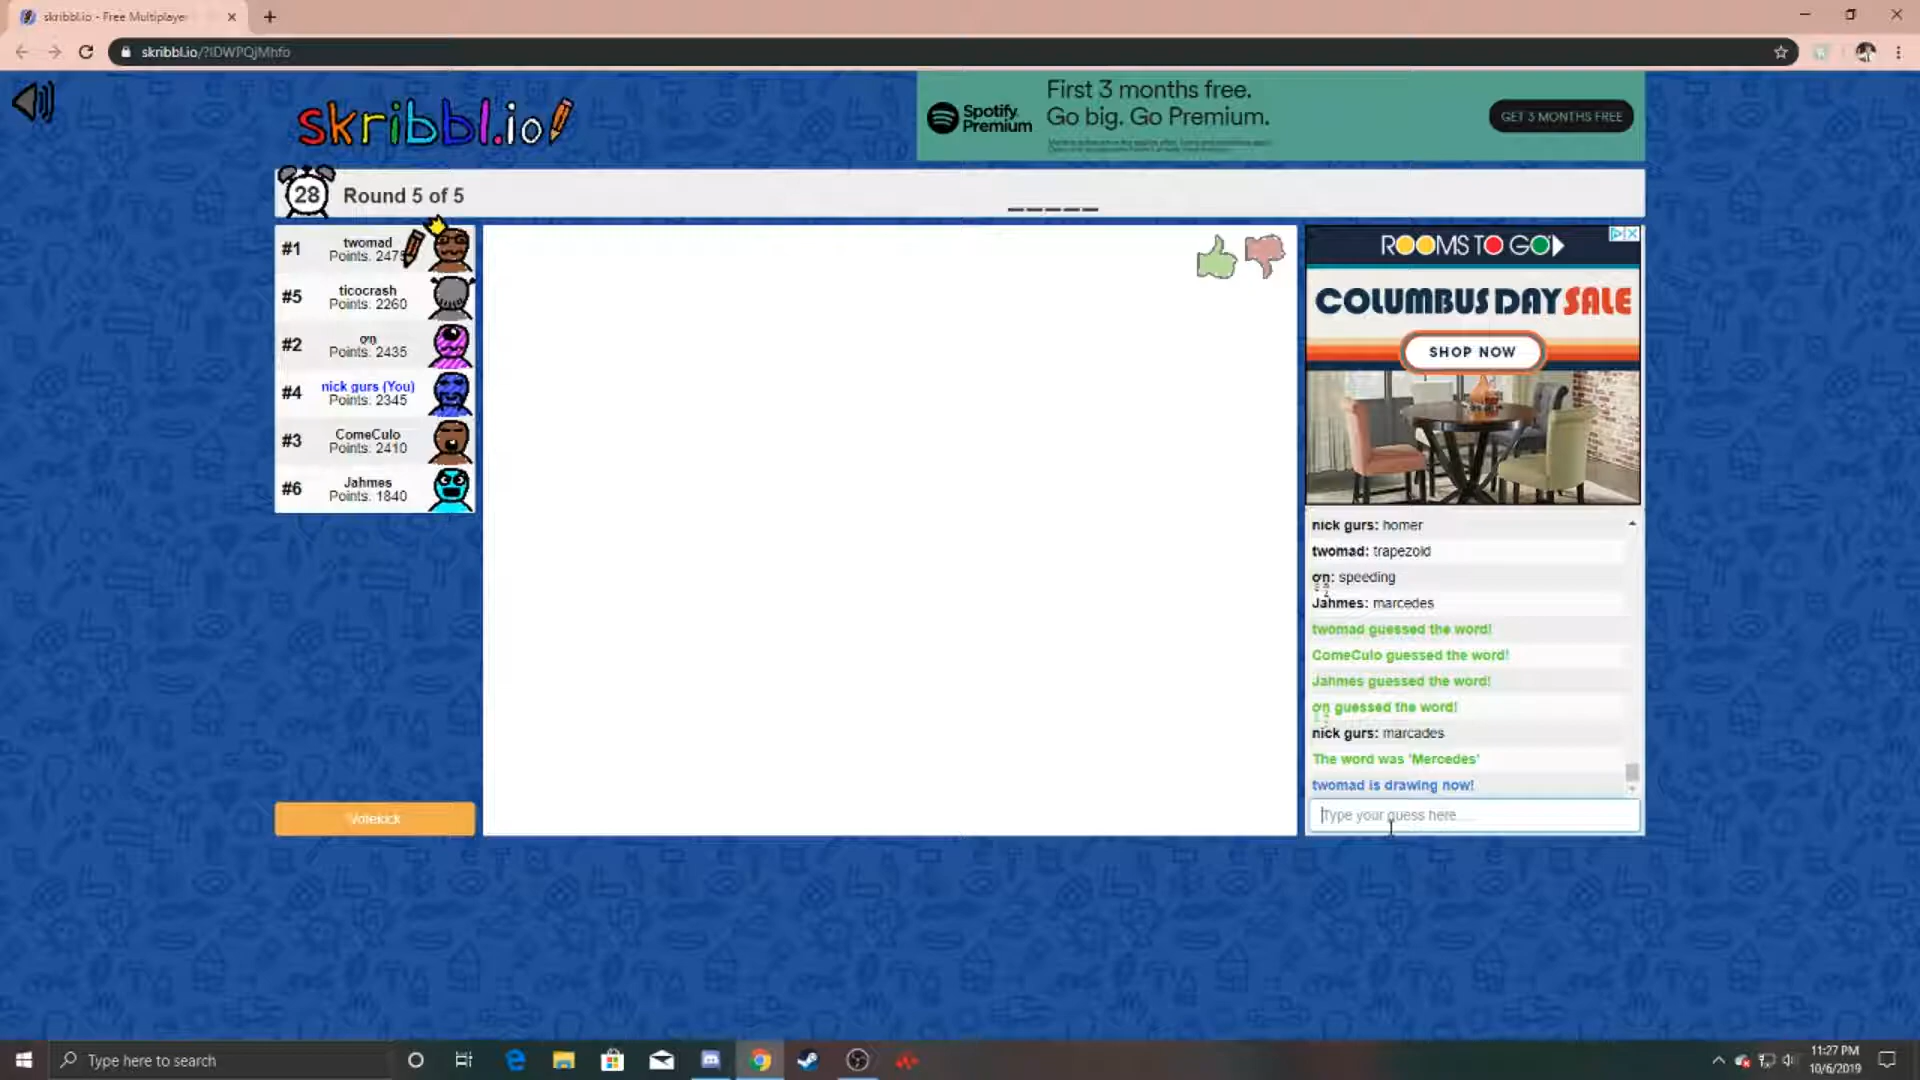 skribbl.io - Free Multiplayer
skribbl.io/?IDWPQjMhfo
skribbl.io
Spotify
Premium
First 3 months free.
Go big. Go Premium.
GET 3 MONTHS FREE
28
Round 5 of 5
_____
#1
twomad
Points: 2475
#5
ticocrash
Points: 2260
#2
Points: 2435
#4
nick gurs (You)
Points: 2345
#3
ComeCulo
Points: 2410
#6
Jahmes
Points: 1840
Votekick
ROOMS TO GO
COLUMBUS DAY SALE
SHOP NOW
nick gurs: homer
twomad: trapezoid
speeding
Jahmes: marcedes
twomad guessed the word!
ComeCulo guessed the word!
Jahmes guessed the word!
guessed the word!
nick gurs: marcades
The word was 'Mercedes'
twomad is drawing now!
Type your guess here...
Type here to search
11:27 PM
10/6/2019